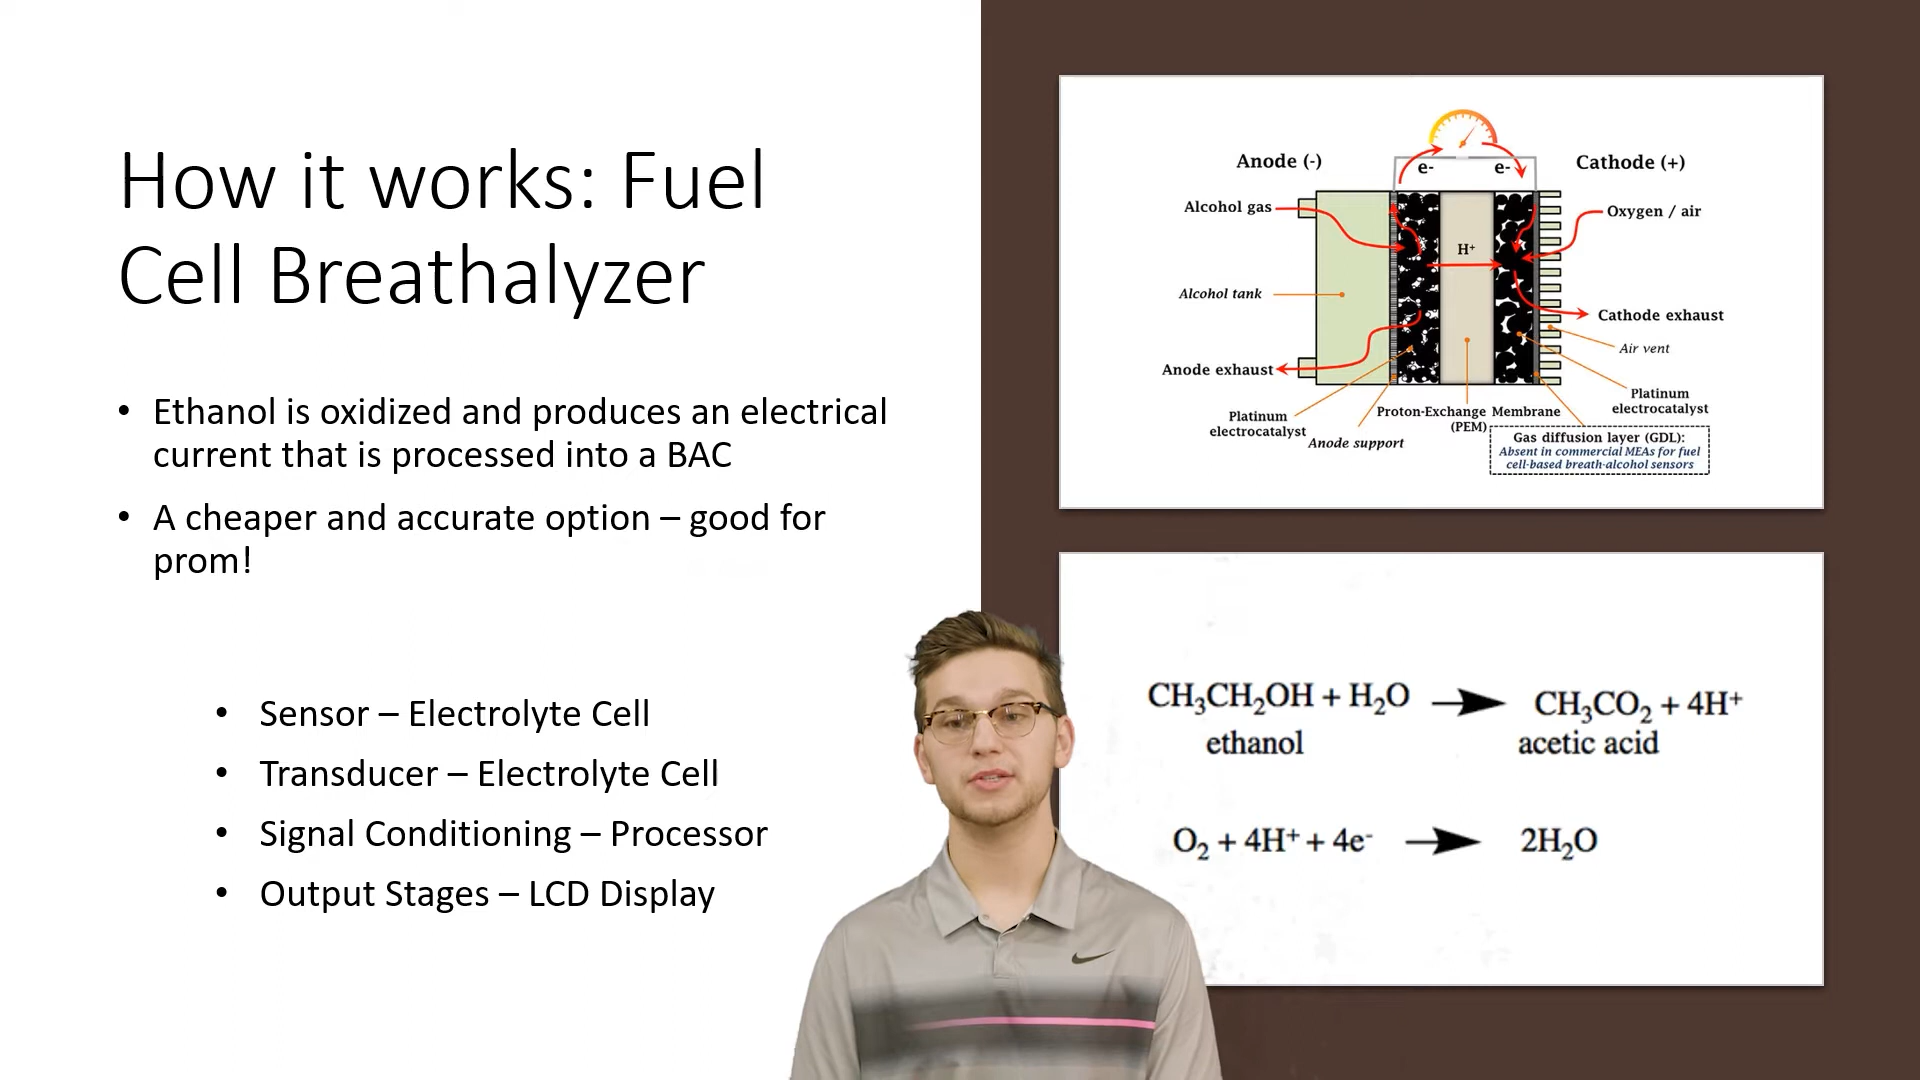 How it works: Fuel
Cell Breathalyzer
• Ethanol is oxidized and produces an electrical
current that is processed into a BAC
• A cheaper and accurate option – good for
prom!
• Sensor – Electrolyte Cell
• Transducer – Electrolyte Cell
• Signal Conditioning – Processor
• Output Stages – LCD Display
Anode (-)
e-
e-
Cathode (+)
Alcohol gas
Oxygen / air
H⁺
Alcohol tank
Cathode exhaust
Air vent
Anode exhaust
Platinum
electrocatalyst
Anode support
Proton-Exchange Membrane
(PEM)
Platinum
electrocatalyst
Gas diffusion layer (GDL):
Absent in commercial MEAs for fuel
cell-based breath-alcohol sensors
CH₃CH₂OH + H₂O → CH₃CO₂ + 4H⁺
ethanol acetic acid
O₂ + 4H⁺ + 4e⁻ → 2H₂O